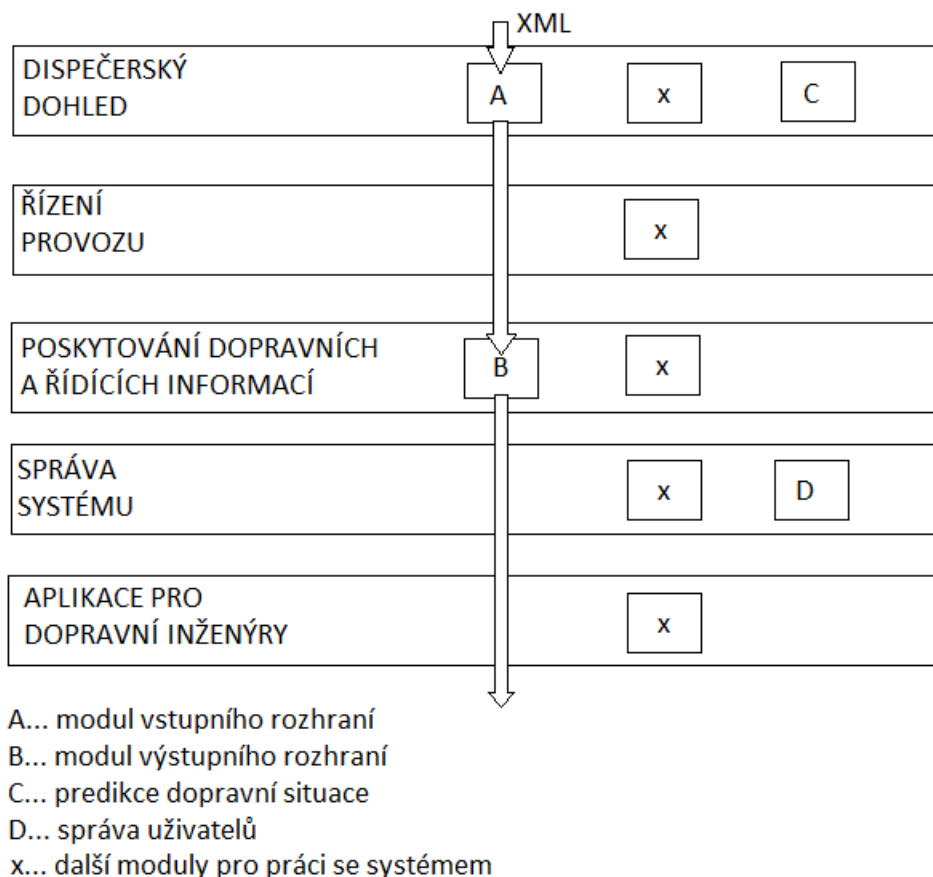 XML
DISPEČERSKÝ
DOHLED
A
x
C
ŘÍZENÍ
PROVOZU
x
POSKYTOVÁNÍ DOPRAVNÍCH
A ŘÍDÍCÍCH INFORMACÍ
B
x
SPRÁVA
SYSTÉMU
x
D
APLIKACE PRO
DOPRAVNÍ INŽENÝRY
x
A... modul vstupního rozhraní
B... modul výstupního rozhraní
C... predikce dopravní situace
D... správa uživatelů
x... další moduly pro práci se systémem